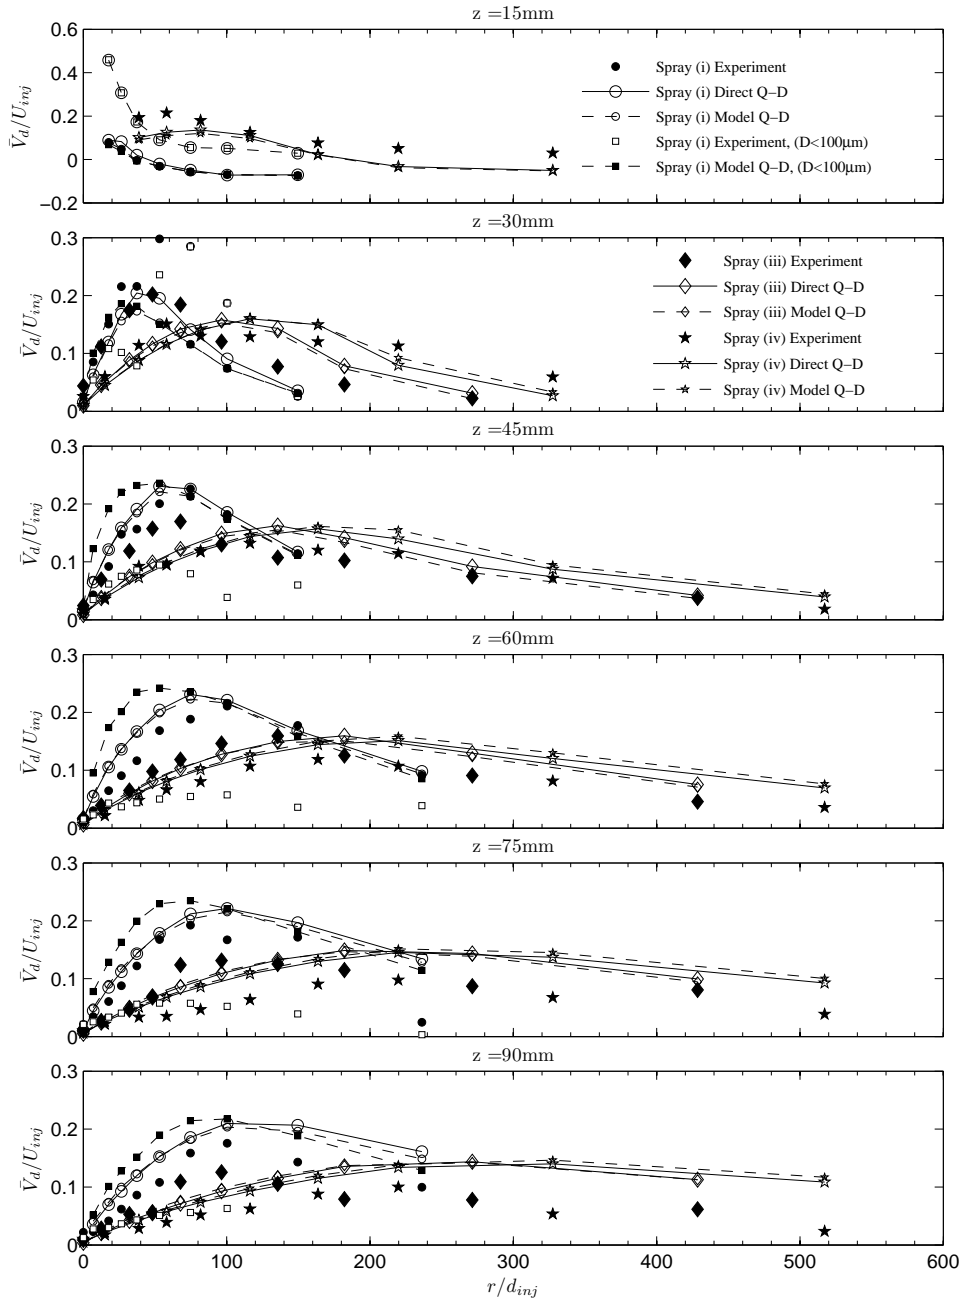 z =15mm
0.6
0.4
0.2
0
−0.2
V̄d/Uinj
Spray (i) Experiment
Spray (i) Direct Q−D
Spray (i) Model Q−D
Spray (i) Experiment, (D<100µm)
Spray (i) Model Q−D, (D<100µm)
z =30mm
0.3
0.2
0.1
0
V̄d/Uinj
Spray (iii) Experiment
Spray (iii) Direct Q−D
Spray (iii) Model Q−D
Spray (iv) Experiment
Spray (iv) Direct Q−D
Spray (iv) Model Q−D
z =45mm
0.3
0.2
0.1
0
V̄d/Uinj
z =60mm
0.3
0.2
0.1
0
V̄d/Uinj
z =75mm
0.3
0.2
0.1
0
V̄d/Uinj
z =90mm
0.3
0.2
0.1
0
V̄d/Uinj
0 100 200 300 400 500 600
r/dinj